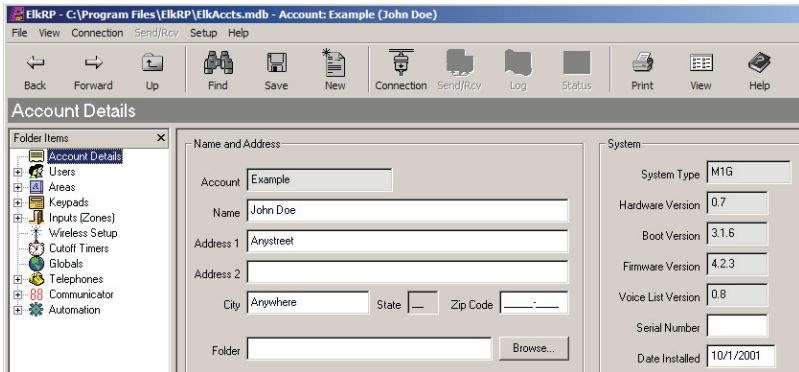 ElkRP - C:\Program Files\ElkRP\ElkAccts.mdb - Account: Example (John Doe)
File View Connection Send/Rcv Setup Help
Back Forward Up Find Save New Connection Send/Rcv Log Status Print View Help
Account Details
Folder Items
Account Details
Users
Areas
Keypads
Inputs (Zones)
Wireless Setup
Cutoff Timers
Globals
Telephones
88 Communicator
Automation
Name and Address
Account Example
Name John Doe
Address 1 Anystreet
Address 2
City Anywhere State __ Zip Code _____-____
Folder Browse...
System
System Type M1G
Hardware Version 0.7
Boot Version 3.1.6
Firmware Version 4.2.3
Voice List Version 0.8
Serial Number
Date Installed 10/1/2001